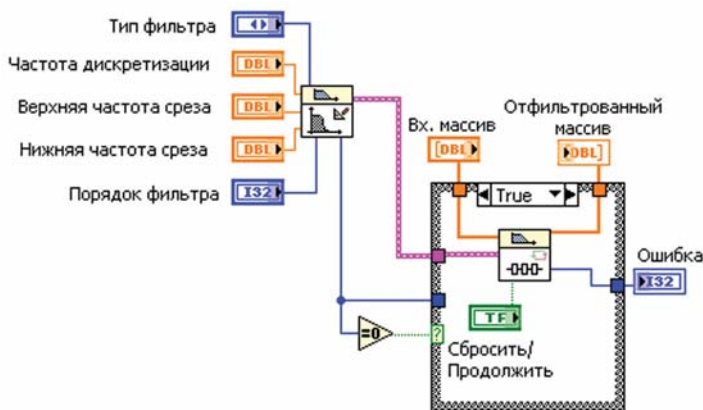 Тип фильтра
Частота дискретизации
DBL
Верхняя частота среза
DBL
Нижняя частота среза
DBL
Порядок фильтра
I32
Вх. массив
[DBL]
Отфильтрованный
массив
DBL]
True
Ошибка
I32
TF
=0
?
Сбросить/
Продолжить